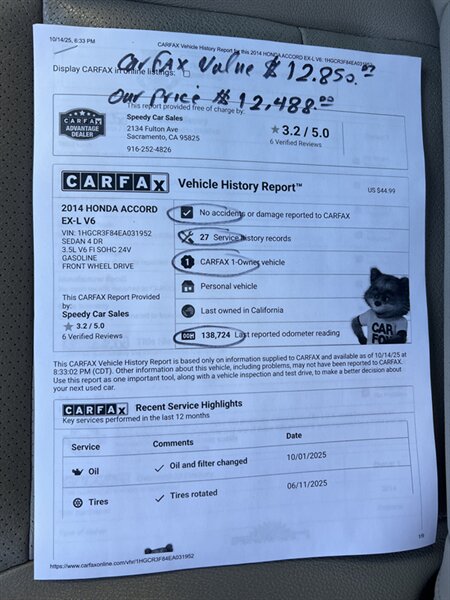 10/14/25, 8:33 PM CARFAX Vehicle History Report for this 2014 HONDA ACCORD EX-L V6: 1HGCR3F84EA031952
CarFAX Value $12,850.00
Display CARFAX in online listings:
Our Price $12,488.00
This report provided free of charge by:
CARFAX
ADVANTAGE
DEALER
Speedy Car Sales
2134 Fulton Ave
Sacramento, CA 95825
916-252-4826
3.2 / 5.0
6 Verified Reviews
CARFAX Vehicle History Report™
US $44.99
2014 HONDA ACCORD
EX-L V6
VIN: 1HGCR3F84EA031952
SEDAN 4 DR
3.5L V6 FI SOHC 24V
GASOLINE
FRONT WHEEL DRIVE
This CARFAX Report Provided
by:
Speedy Car Sales
3.2 / 5.0
6 Verified Reviews
No accidents or damage reported to CARFAX
27 Service history records
1 CARFAX 1-Owner vehicle
Personal vehicle
Last owned in California
138,724 Last reported odometer reading
CAR
FOX
This CARFAX Vehicle History Report is based only on information supplied to CARFAX and available as of 10/14/25 at
8:33:02 PM (CDT). Other information about this vehicle, including problems, may not have been reported to CARFAX.
Use this report as one important tool, along with a vehicle inspection and test drive, to make a better decision about
your next used car.
CARFAX Recent Service Highlights
Key services performed in the last 12 months
Service Comments Date
Oil Oil and filter changed 10/01/2025
Tires Tires rotated 06/11/2025
https://www.carfaxonline.com/vhr/1HGCR3F84EA031952